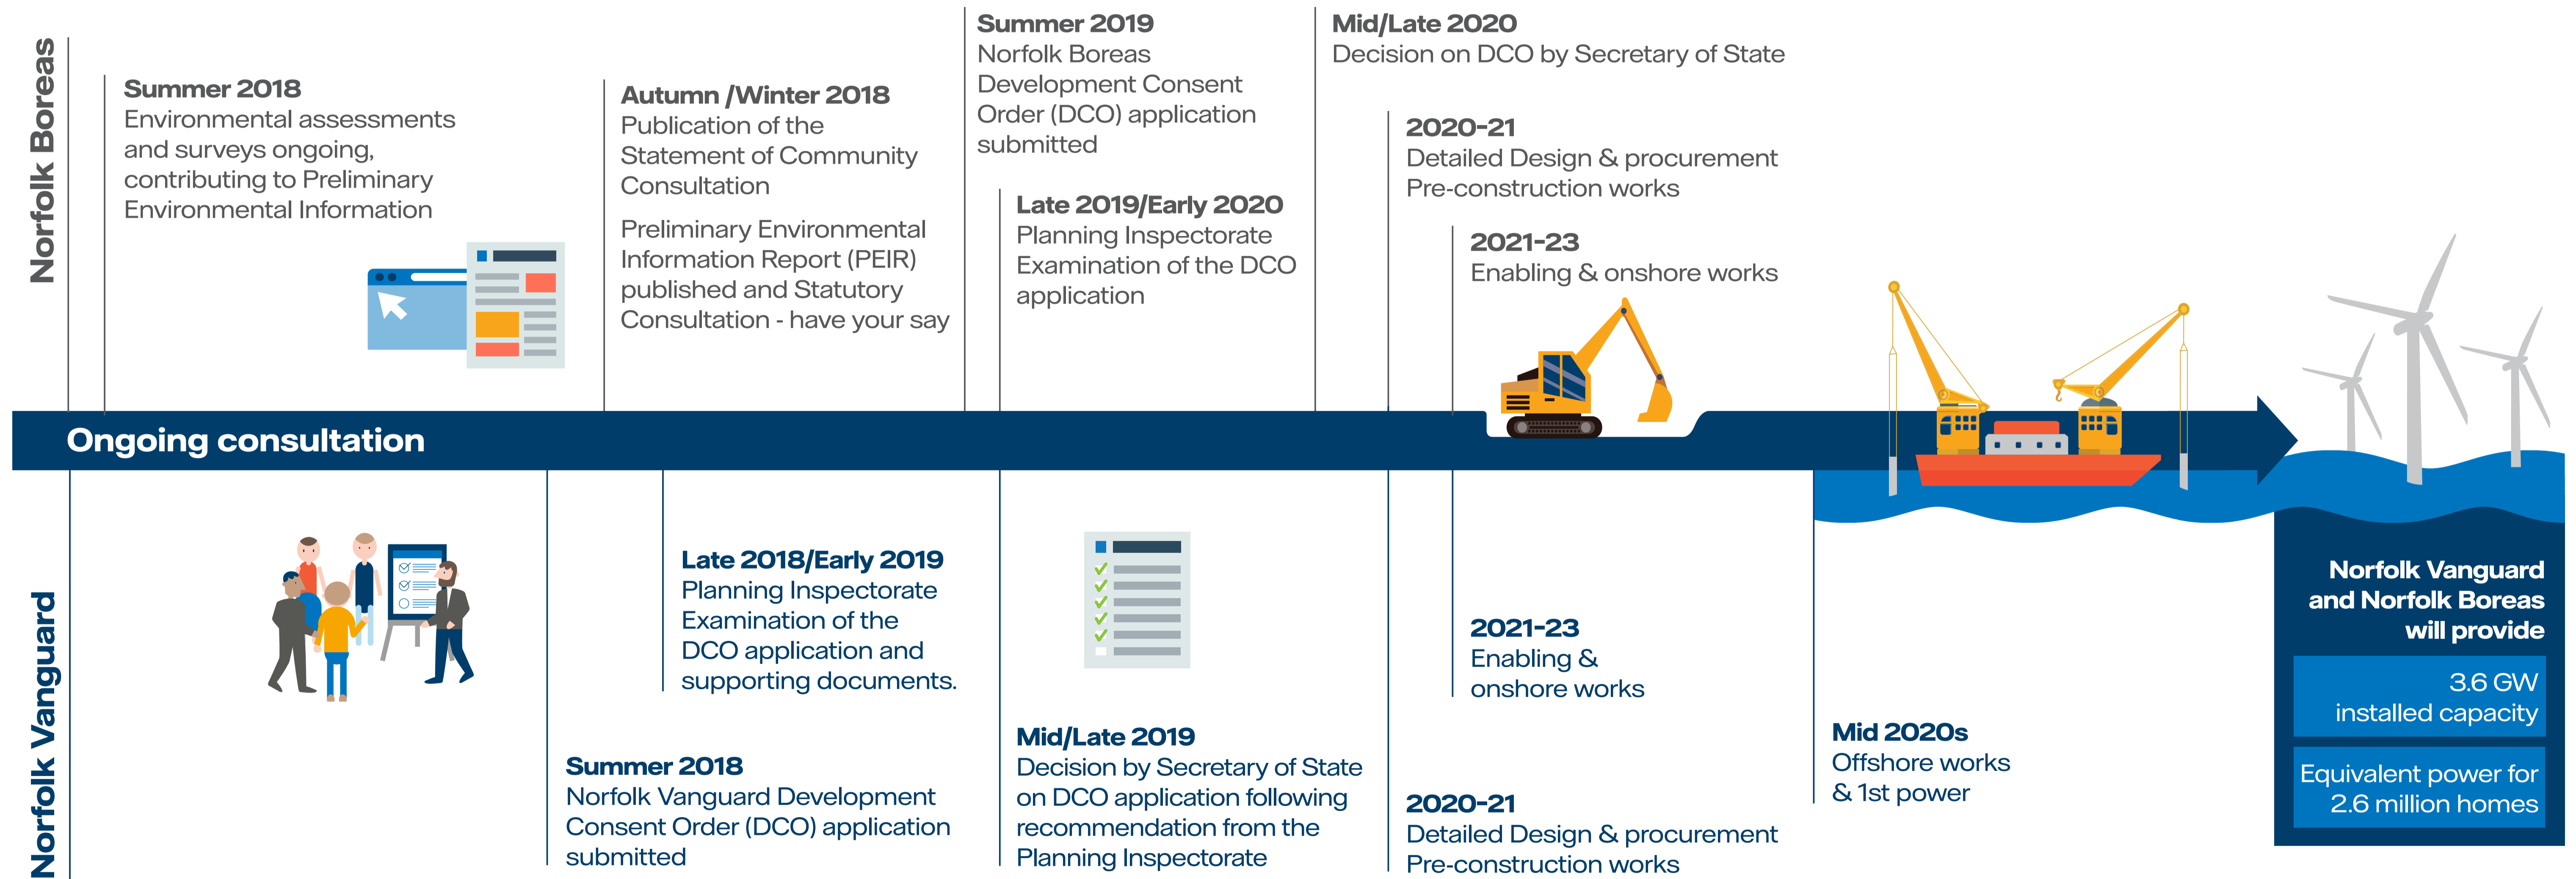 Norfolk Boreas
Summer 2018
Environmental assessments
and surveys ongoing,
contributing to Preliminary
Environmental Information
Autumn /Winter 2018
Publication of the
Statement of Community
Consultation
Preliminary Environmental
Information Report (PEIR)
published and Statutory
Consultation - have your say
Summer 2019
Norfolk Boreas
Development Consent
Order (DCO) application
submitted
Late 2019/Early 2020
Planning Inspectorate
Examination of the DCO
application
Mid/Late 2020
Decision on DCO by Secretary of State
2020-21
Detailed Design & procurement
Pre-construction works
2021-23
Enabling & onshore works
Ongoing consultation
Norfolk Vanguard
Summer 2018
Norfolk Vanguard Development
Consent Order (DCO) application
submitted
Late 2018/Early 2019
Planning Inspectorate
Examination of the
DCO application and
supporting documents.
Mid/Late 2019
Decision by Secretary of State
on DCO application following
recommendation from the
Planning Inspectorate
2020-21
Detailed Design & procurement
Pre-construction works
2021-23
Enabling &
onshore works
Mid 2020s
Offshore works
& 1st power
Norfolk Vanguard
and Norfolk Boreas
will provide
3.6 GW
installed capacity
Equivalent power for
2.6 million homes